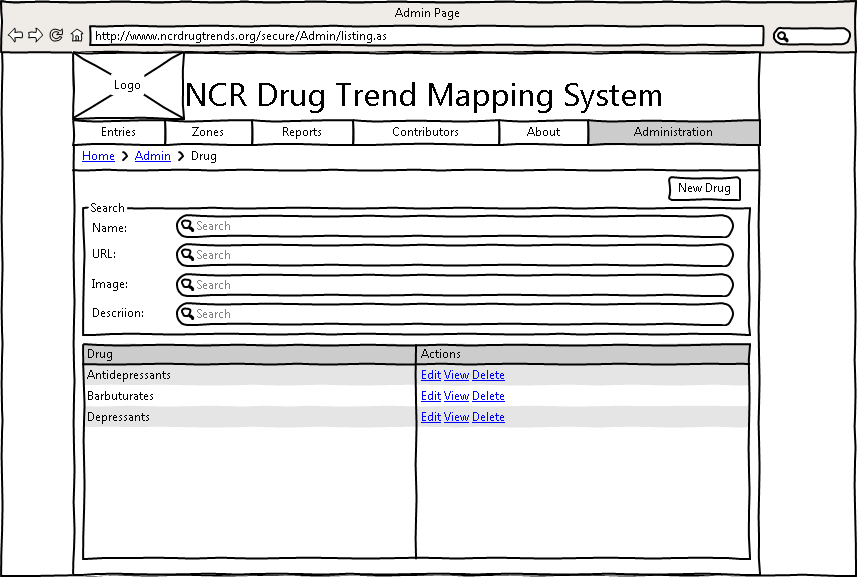 Admin Page
http://www.ncrdrugtrends.org/secure/Admin/listing.as
Logo
NCR Drug Trend Mapping System
Entries Zones Reports Contributors About Administration
Home > Admin > Drug
New Drug
Search
Name: Search
URL: Search
Image: Search
Descriion: Search
Drug Actions
Antidepressants Edit View Delete
Barbuturates Edit View Delete
Depressants Edit View Delete